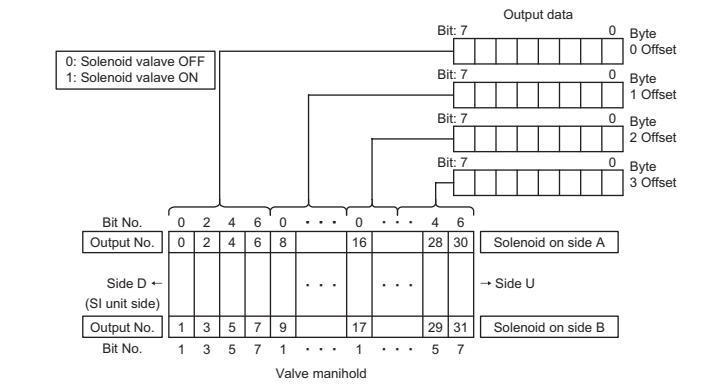 Output data
Bit: 7 0 Byte
0 Offset
0: Solenoid valave OFF
1: Solenoid valave ON
Bit: 7 0 Byte
1 Offset
Bit: 7 0 Byte
2 Offset
Bit: 7 0 Byte
3 Offset
Bit No. 0 2 4 6 0 · · · 0 · · · 4 6
Output No. 0 2 4 6 8 16 28 30 Solenoid on side A
Side D ← · · · · · · → Side U
(SI unit side)
Output No. 1 3 5 7 9 17 29 31 Solenoid on side B
Bit No. 1 3 5 7 1 · · · 1 · · · 5 7
Valve manihold